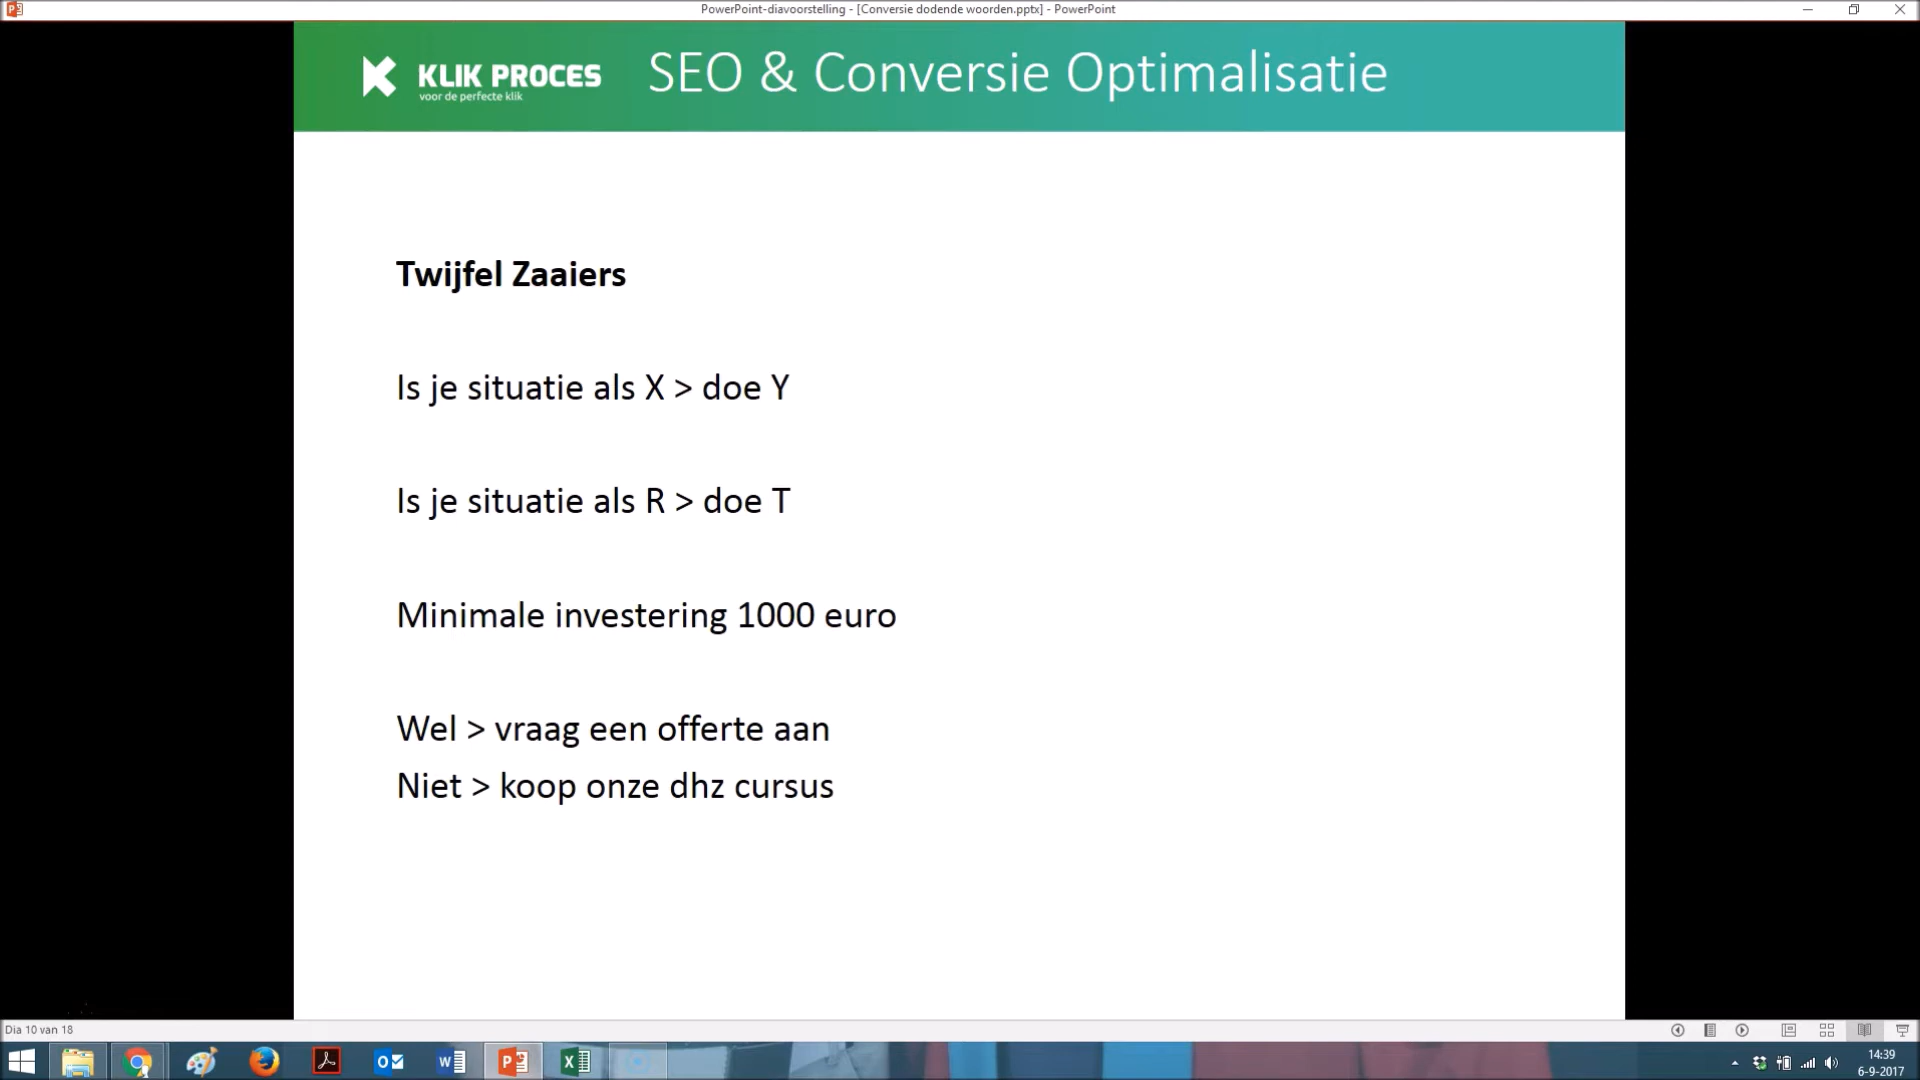 PowerPoint-diavoorstelling - [Conversie dodende woorden.pptx] - PowerPoint
KLIK PROCES
voor de perfecte klik
SEO & Conversie Optimalisatie
Twijfel Zaaiers
Is je situatie als X > doe Y
Is je situatie als R > doe T
Minimale investering 1000 euro
Wel > vraag een offerte aan
Niet > koop onze dhz cursus
Dia 10 van 18
14:39
6-9-2017